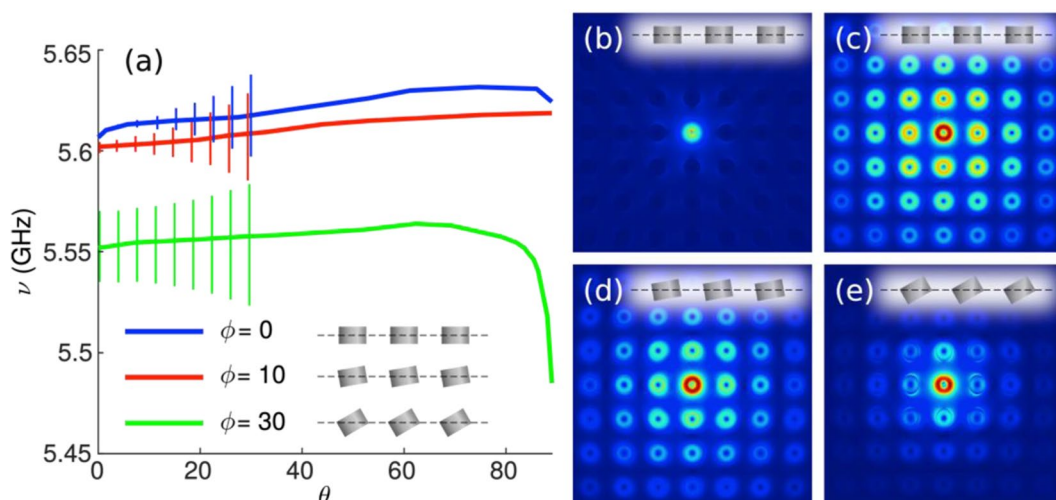 (a)
5.65
5.6
5.55
5.5
5.45
ν (GHz)
ϕ = 0
ϕ = 10
ϕ = 30
0 20 40 60 80
θ
(b)
(c)
(d)
(e)